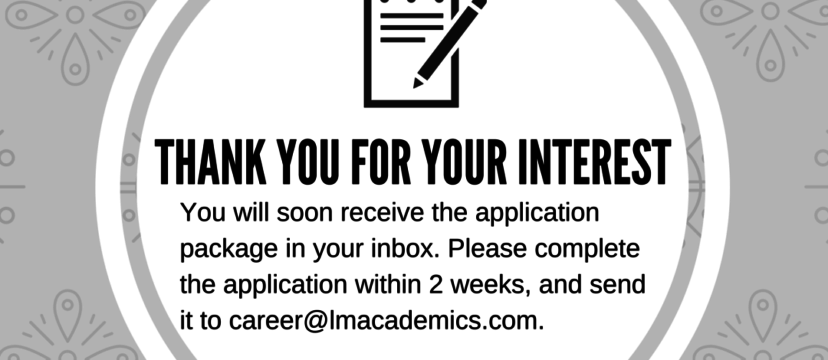 THANK YOU FOR YOUR INTEREST
You will soon receive the application
package in your inbox. Please complete
the application within 2 weeks, and send
it to career@lmacademics.com.